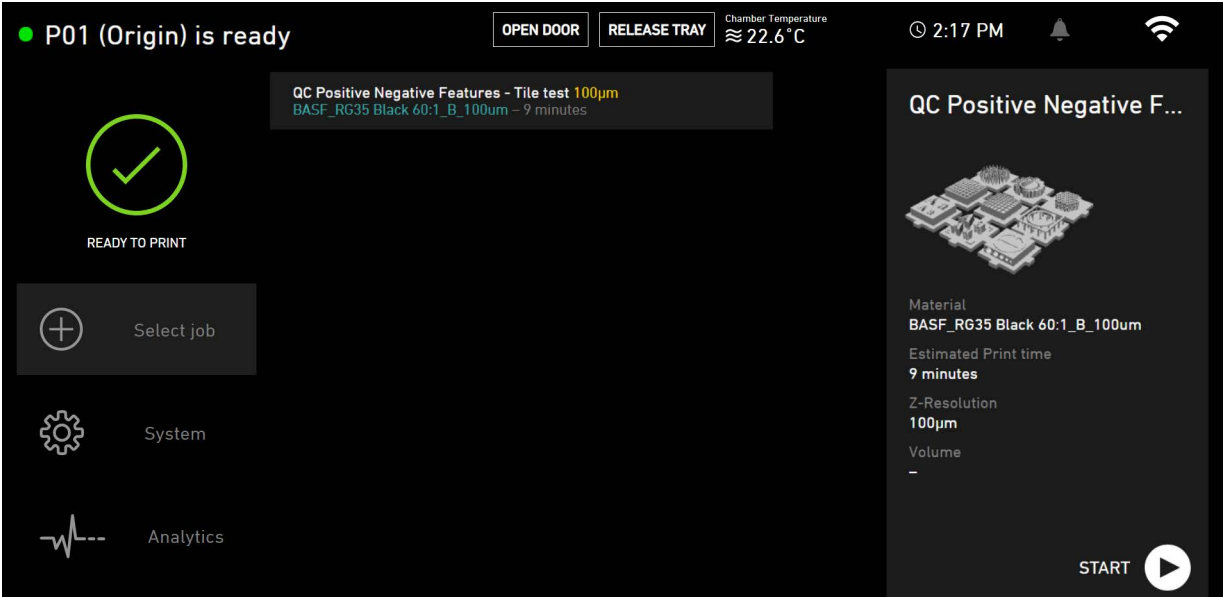 P01 (Origin) is ready
OPEN DOOR
RELEASE TRAY
Chamber Temperature
≈ 22.6°C
2:17 PM
QC Positive Negative Features - Tile test 100µm
BASF_RG35 Black 60:1_B_100um – 9 minutes
READY TO PRINT
Select job
System
Analytics
QC Positive Negative F...
Material
BASF_RG35 Black 60:1_B_100um
Estimated Print time
9 minutes
Z-Resolution
100µm
Volume
–
START